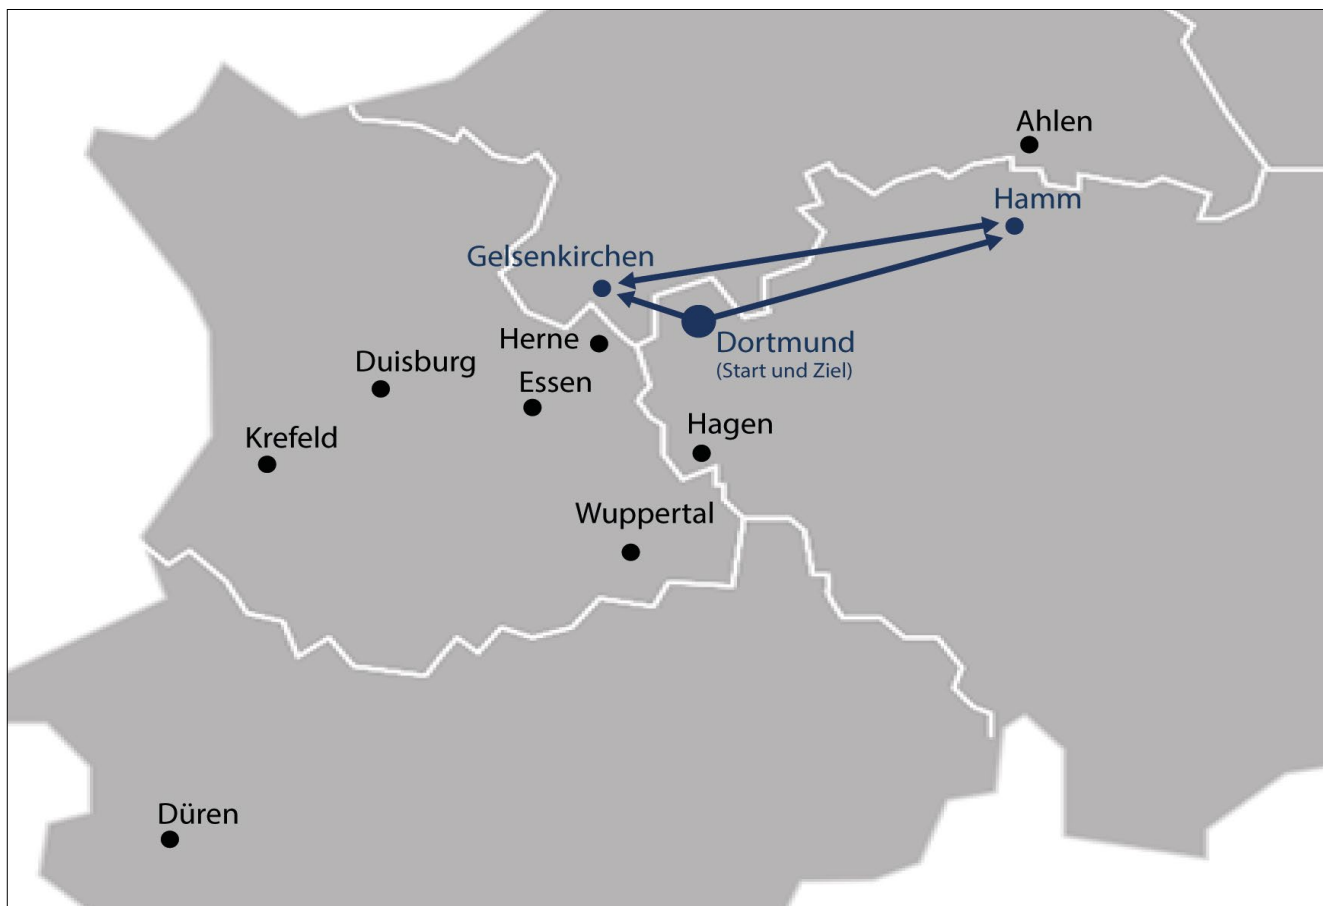 Ahlen
Hamm
Gelsenkirchen
Herne
Dortmund
(Start und Ziel)
Duisburg
Essen
Hagen
Krefeld
Wuppertal
Düren